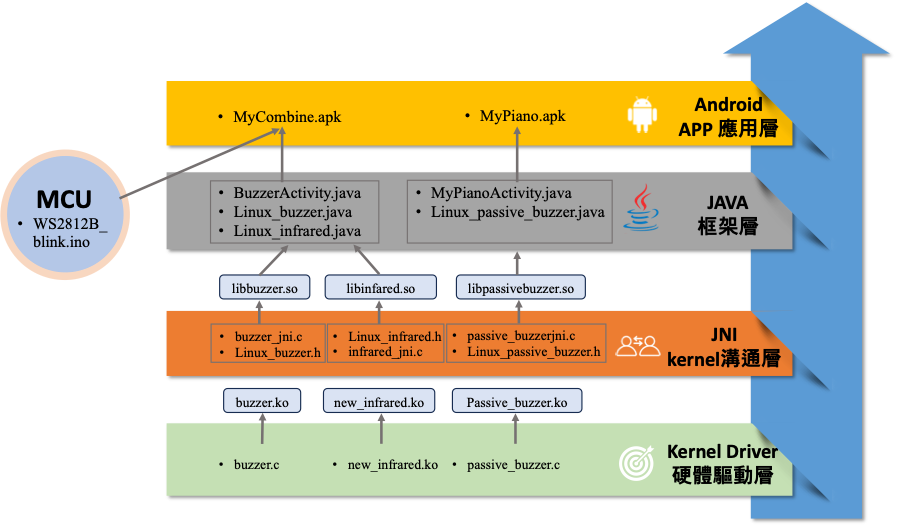 • MyCombine.apk
• MyPiano.apk
Android
APP 應用層
MCU
• WS2812B_
blink.ino
• BuzzerActivity.java
• Linux_buzzer.java
• Linux_infrared.java
• MyPianoActivity.java
• Linux_passive_buzzer.java
JAVA
框架層
libbuzzer.so
libinfared.so
libpassivebuzzer.so
• buzzer_jni.c
• Linux_buzzer.h
• Linux_infrared.h
• infrared_jni.c
• passive_buzzerjni.c
• Linux_passive_buzzer.h
JNI
kernel溝通層
buzzer.ko
new_infrared.ko
Passive_buzzer.ko
• buzzer.c
• new_infrared.ko
• passive_buzzer.c
Kernel Driver
硬體驅動層